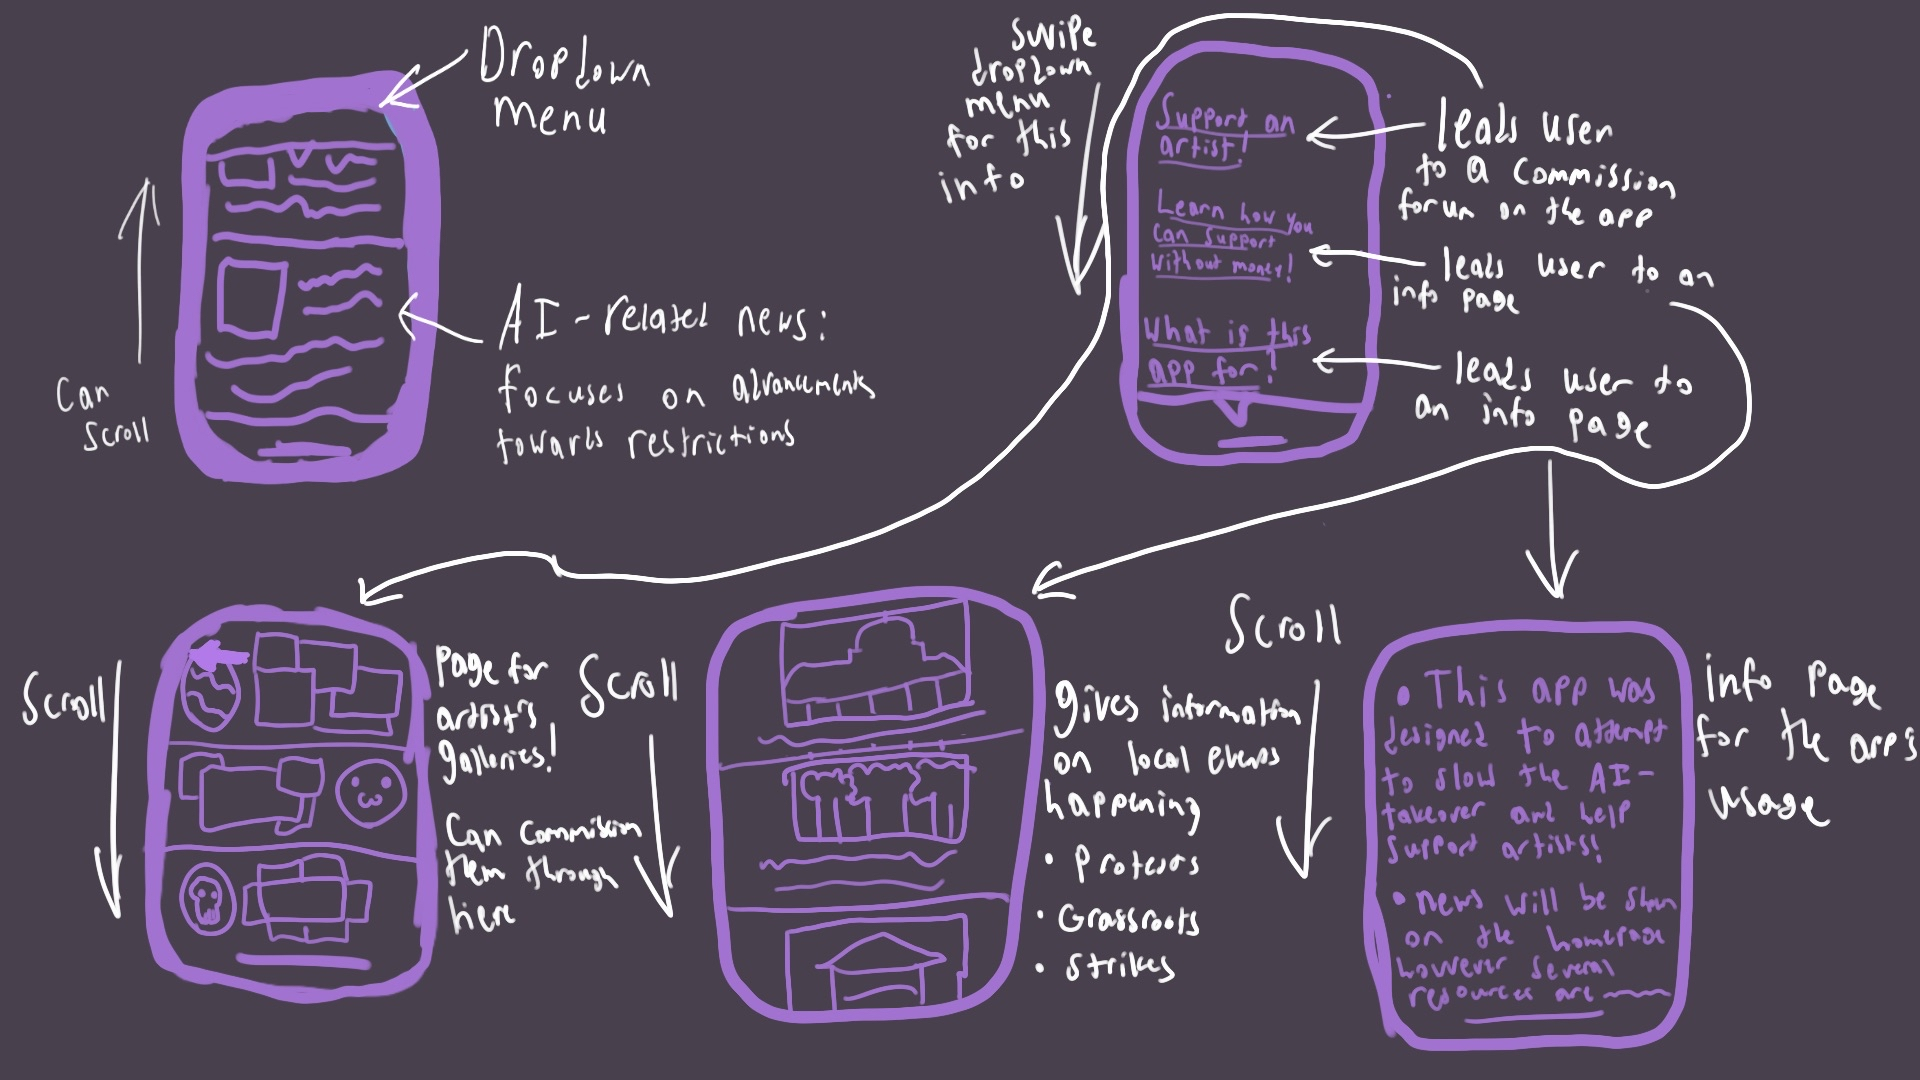 Dropdown
menu
Can
Scroll
AI-related news:
focuses on advancements
towards restrictions
Swipe
dropdown
menu
for this
info
Support an
artist!
Learn how you
can support
without money!
What is this
app for?
leads user
to a commission
forum on the app
leads user to an
info page
leads user to
an info page
Scroll
page for
artist's
galleries!
Can commission
them through
here
Scroll
gives information
on local events
happening
• Protests
• Grassroots
• Strikes
Scroll
• This app was
designed to attempt
to slow the AI-
takeover and help
support artists!
• news will be shown
on the homepage
however several
resources are
info page
for the app's
usage